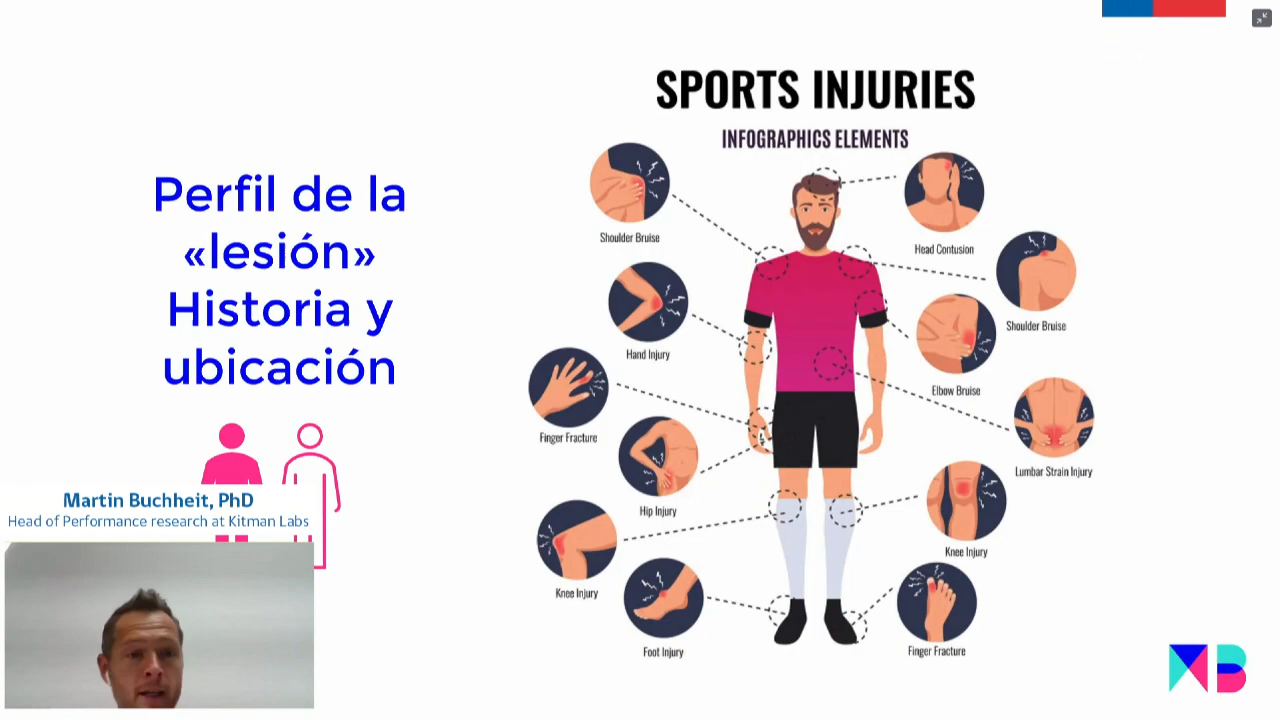 SPORTS INJURIES
INFOGRAPHICS ELEMENTS
Perfil de la
«lesión»
Historia y
ubicación
Shoulder Bruise
Head Contusion
Hand Injury
Shoulder Bruise
Finger Fracture
Elbow Bruise
Hip Injury
Lumbar Strain Injury
Knee Injury
Knee Injury
Foot Injury
Finger Fracture
Martin Buchheit, PhD
Head of Performance research at Kitman Labs
MB